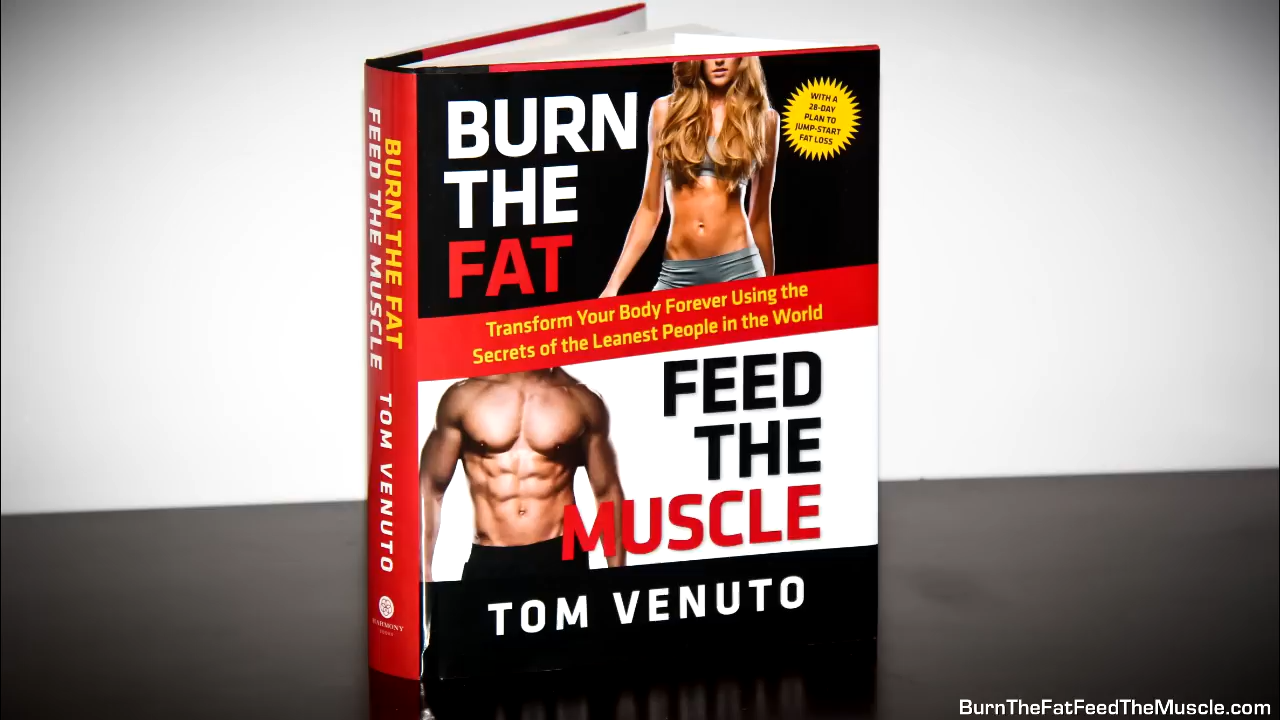 BURN
THE
FAT
WITH A
28-DAY
PLAN TO
JUMP-START
FAT LOSS
Transform Your Body Forever Using the
Secrets of the Leanest People in the World
FEED
THE
MUSCLE
TOM VENUTO
BURN THE FAT
FEED THE MUSCLE
TOM VENUTO
HARMONY
BOOKS
BurnTheFatFeedTheMuscle.com